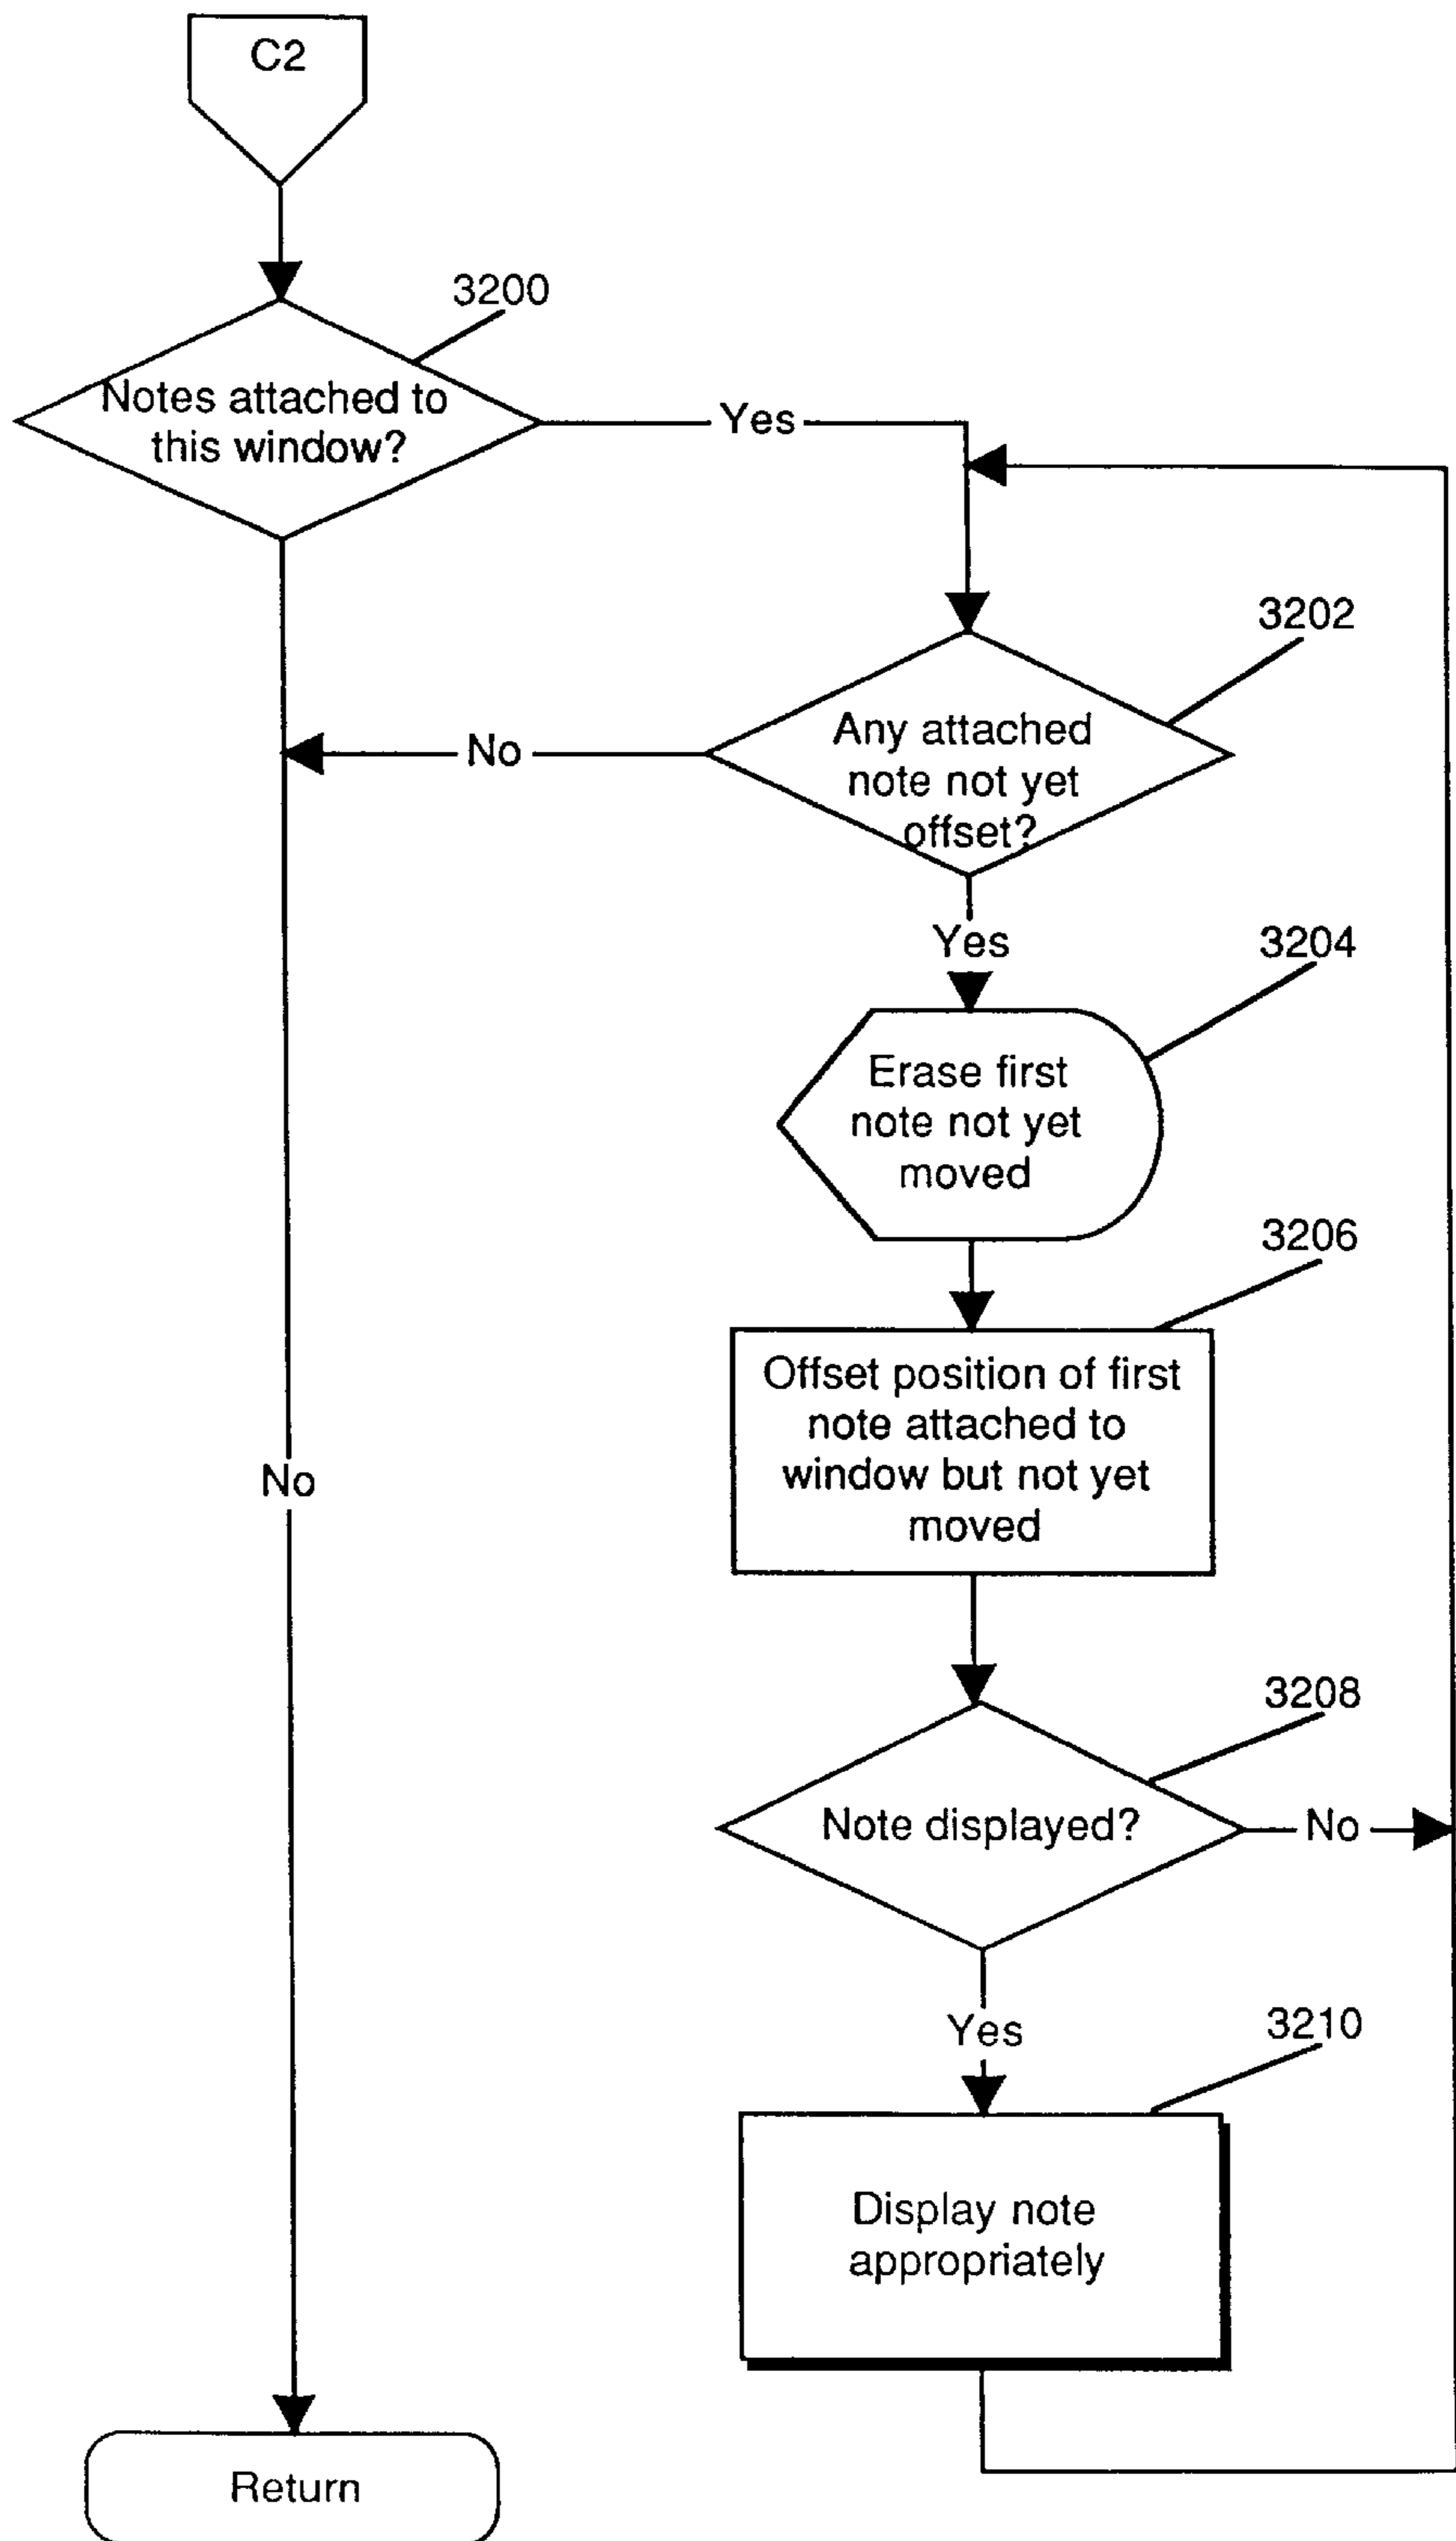 C2
3200
Notes attached to
this window?
Yes
3202
Any attached
note not yet
offset?
No
Yes
3204
Erase first
note not yet
moved
3206
Offset position of first
note attached to
window but not yet
moved
No
3208
Note displayed?
No
Yes
3210
Display note
appropriately
Return